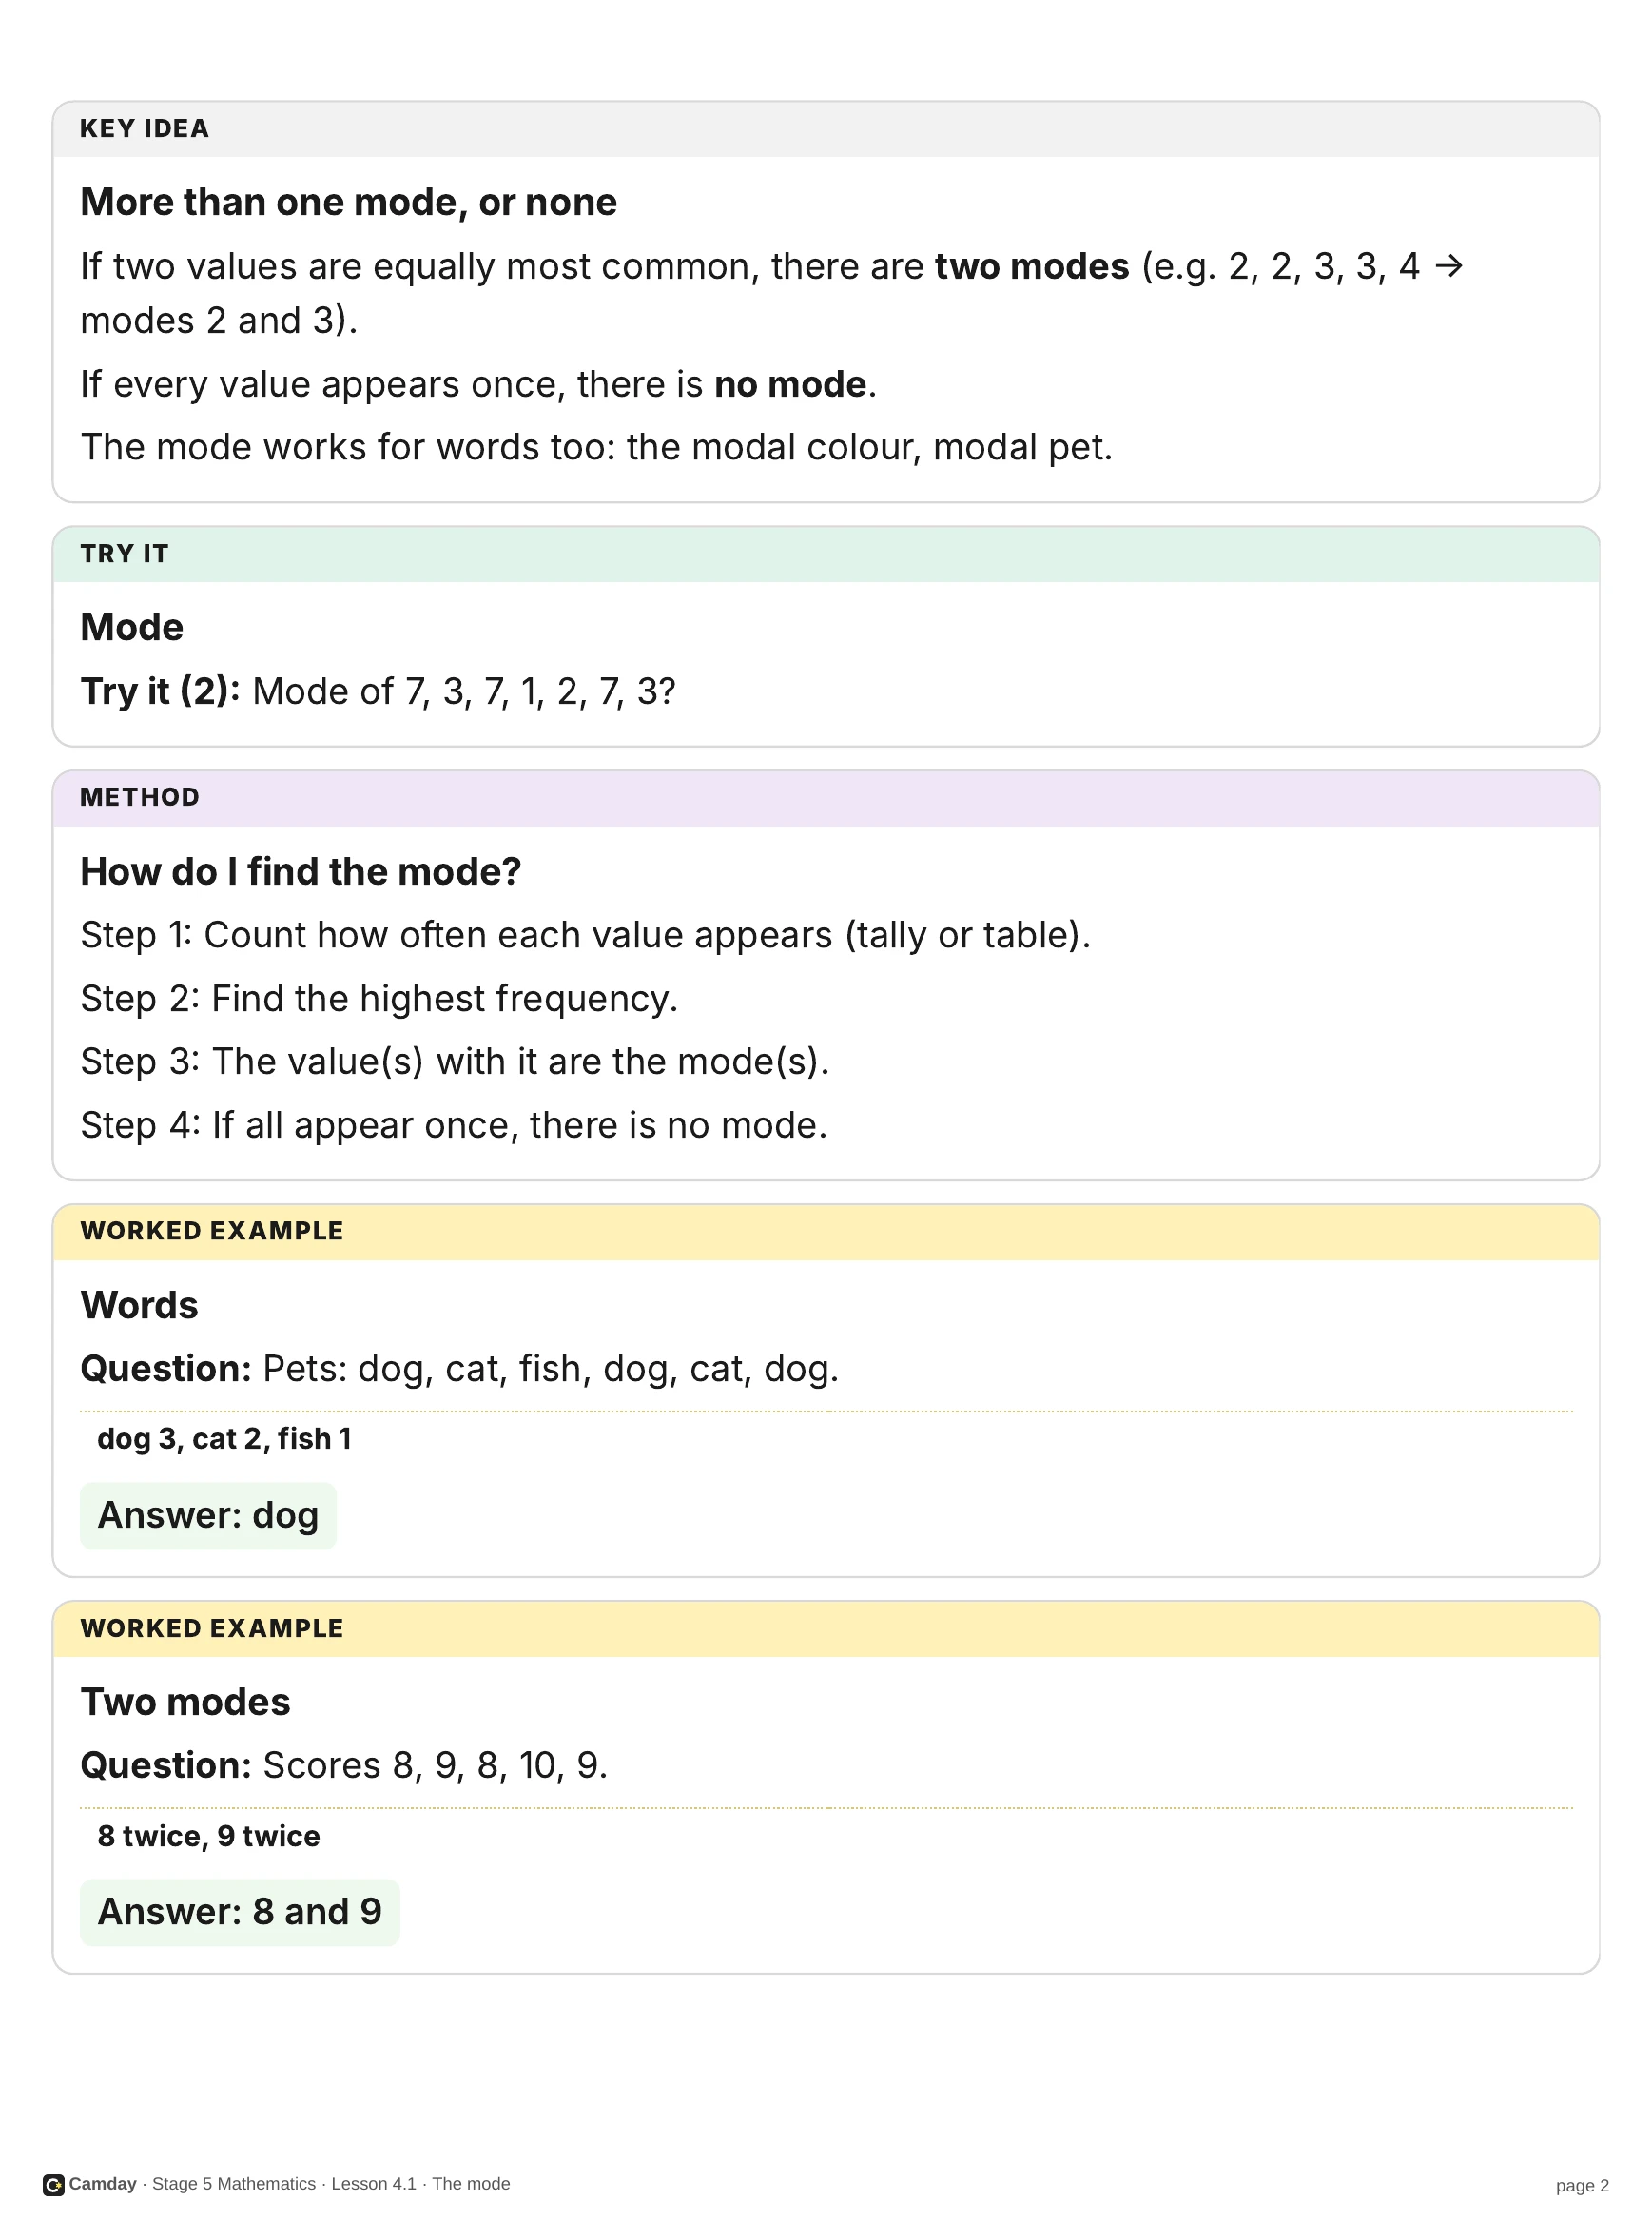 KEY IDEA
More than one mode, or none
If two values are equally most common, there are two modes (e.g. 2, 2, 3, 3, 4 →
modes 2 and 3).
If every value appears once, there is no mode.
The mode works for words too: the modal colour, modal pet.
TRY IT
Mode
Try it (2): Mode of 7, 3, 7, 1, 2, 7, 3?
METHOD
How do I find the mode?
Step 1: Count how often each value appears (tally or table).
Step 2: Find the highest frequency.
Step 3: The value(s) with it are the mode(s).
Step 4: If all appear once, there is no mode.
WORKED EXAMPLE
Words
Question: Pets: dog, cat, fish, dog, cat, dog.
dog 3, cat 2, fish 1
Answer: dog
WORKED EXAMPLE
Two modes
Question: Scores 8, 9, 8, 10, 9.
8 twice, 9 twice
Answer: 8 and 9
Camday · Stage 5 Mathematics · Lesson 4.1 · The mode
page 2